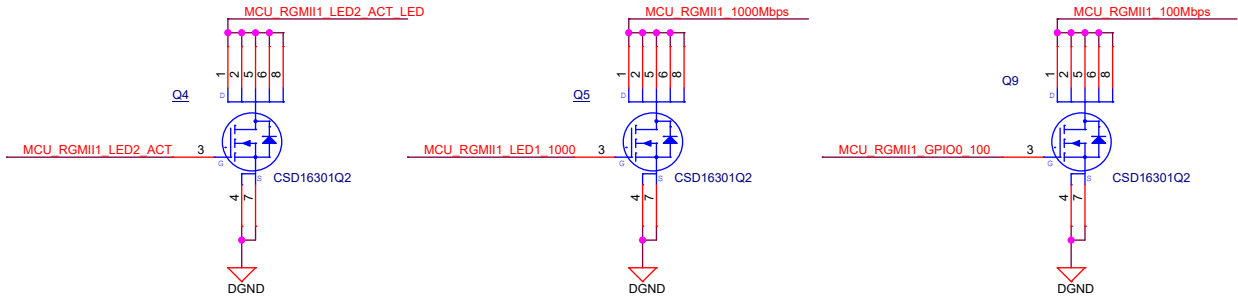 MCU_RGMII1_LED2_ACT_LED
MCU_RGMII1_1000Mbps
MCU_RGMII1_100Mbps
1 2 5 6 8
1 2 5 6 8
1 2 5 6 8
Q4
D
Q5
D
Q9
D
MCU_RGMII1_LED2_ACT
3
G
MCU_RGMII1_LED1_1000
3
G
MCU_RGMII1_GPIO0_100
3
G
S
CSD16301Q2
S
CSD16301Q2
S
CSD16301Q2
4 7
4 7
4 7
DGND
DGND
DGND